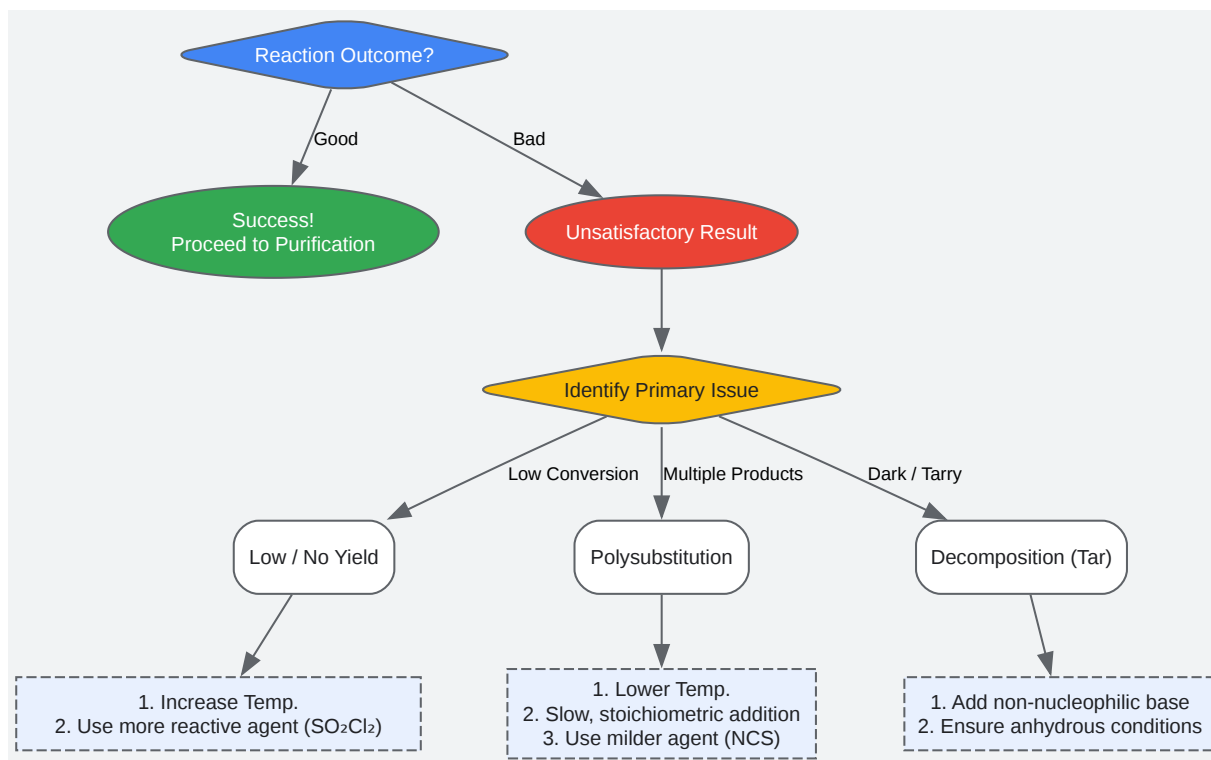 Reaction Outcome?
Good
Bad
Success!
Proceed to Purification
Unsatisfactory Result
Identify Primary Issue
Low Conversion
Multiple Products
Dark / Tarry
Low / No Yield
Polysubstitution
Decomposition (Tar)
1. Increase Temp.
2. Use more reactive agent (SO₂Cl₂)
1. Lower Temp.
2. Slow, stoichiometric addition
3. Use milder agent (NCS)
1. Add non-nucleophilic base
2. Ensure anhydrous conditions